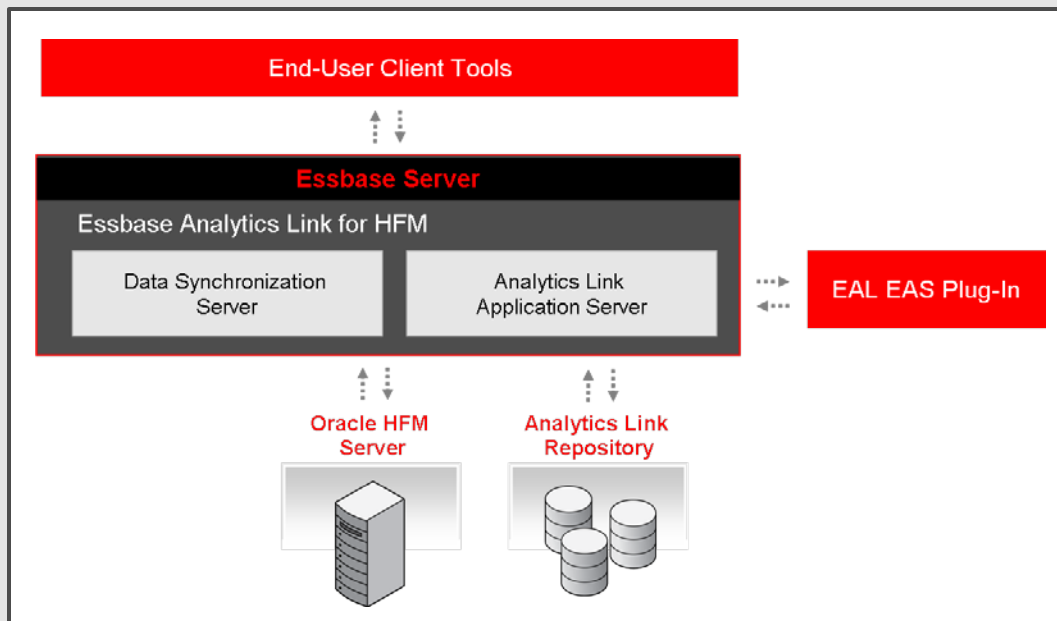 End-User Client Tools
Essbase Server
Essbase Analytics Link for HFM
Data Synchronization
Server
Analytics Link
Application Server
EAL EAS Plug-In
Oracle HFM
Server
Analytics Link
Repository